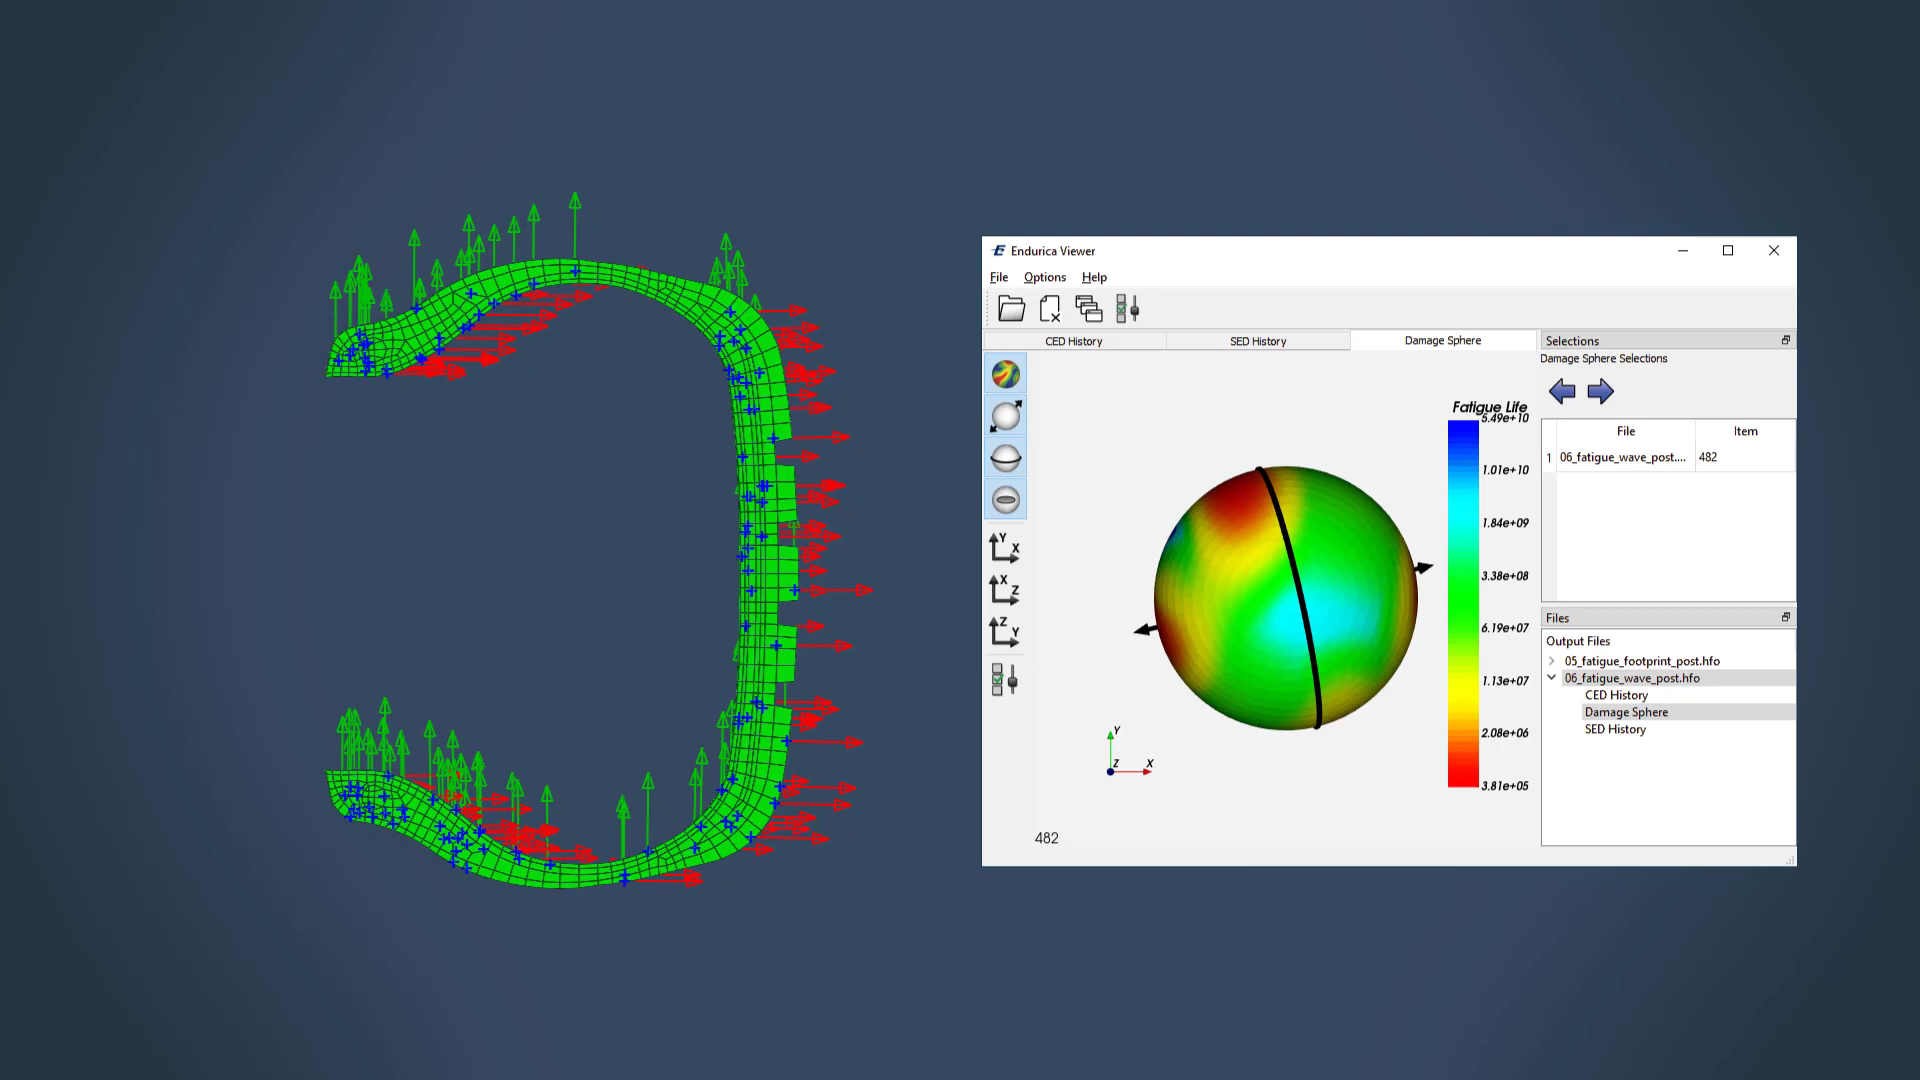 Endurica Viewer
File Options Help
CED History
SED History
Damage Sphere
Selections
Damage Sphere Selections
File
Item
1 06_fatigue_wave_post.... 482
Fatigue Life
5.49e+10
1.01e+10
1.84e+09
3.38e+08
6.19e+07
1.13e+07
2.08e+06
3.81e+05
Y
X
X
Z
Z
Y
Y
Z
X
482
Files
Output Files
05_fatigue_footprint_post.hfo
06_fatigue_wave_post.hfo
CED History
Damage Sphere
SED History